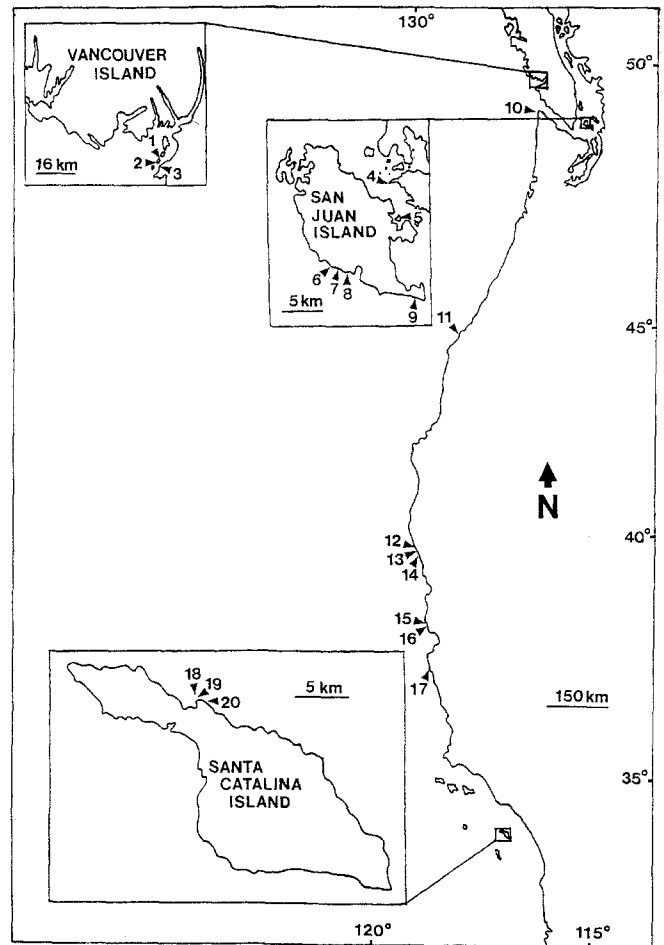 130°
50°
VANCOUVER
ISLAND
1
2
3
16 km
10
4
SAN
JUAN
ISLAND
5
6
7
8
9
5 km
11
45°
N
12
13
14
40°
15
16
17
150 km
18
19
20
5 km
SANTA
CATALINA
ISLAND
35°
120°
115°